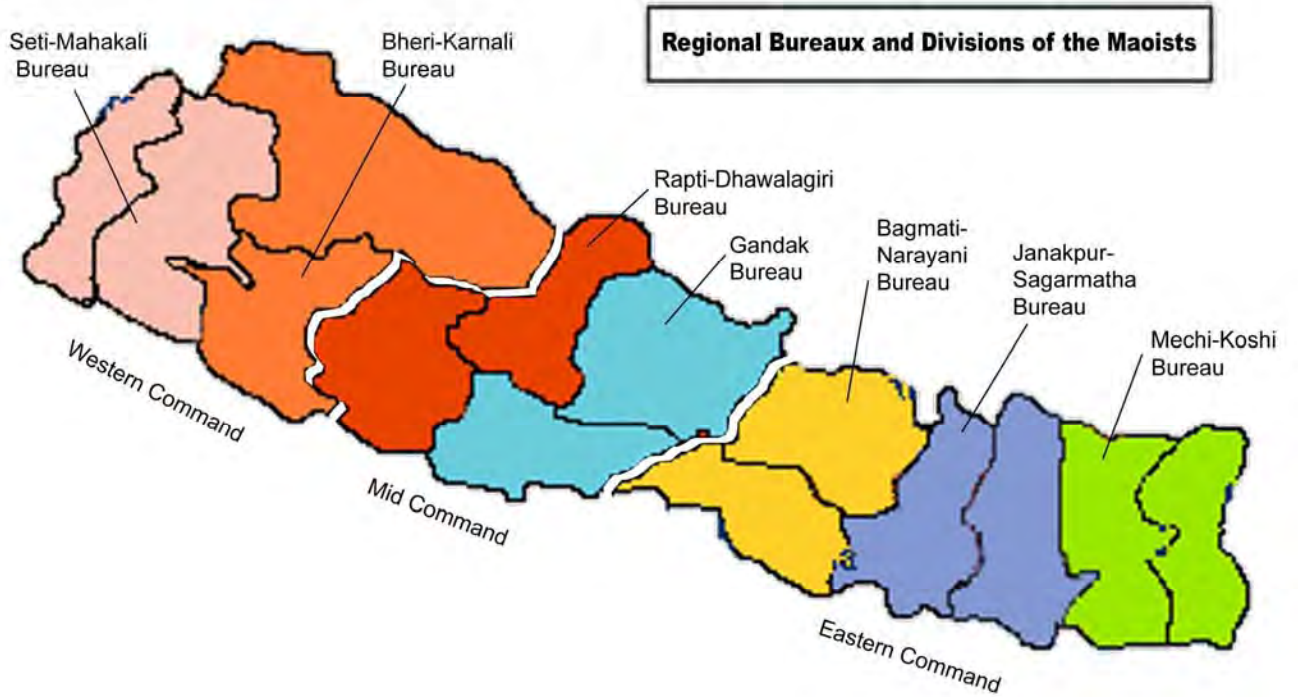 Regional Bureaux and Divisions of the Maoists
Seti-Mahakali
Bureau
Bheri-Karnali
Bureau
Rapti-Dhawalagiri
Bureau
Gandak
Bureau
Bagmati-
Narayani
Bureau
Janakpur-
Sagarmatha
Bureau
Mechi-Koshi
Bureau
Western Command
Mid Command
Eastern Command